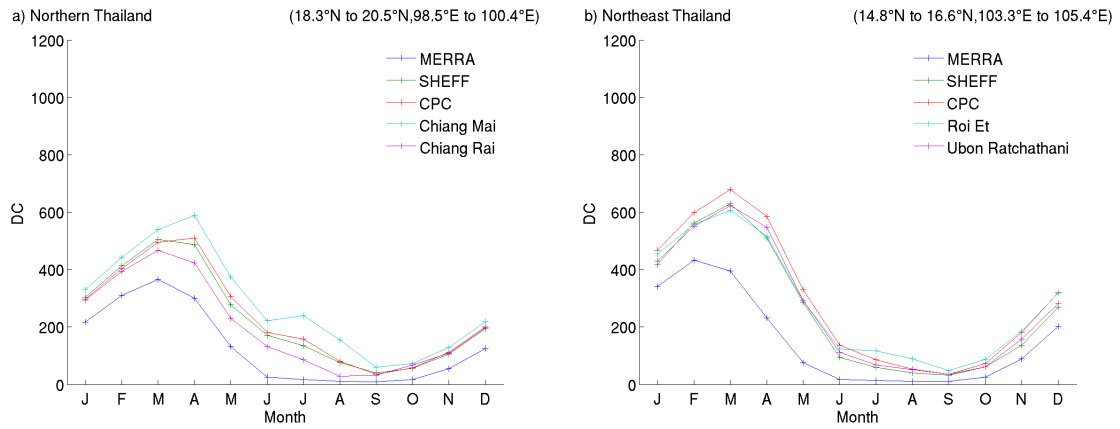 a) Northern Thailand (18.3°N to 20.5°N,98.5°E to 100.4°E)
1200
1000
800
600
400
200
0
DC
J F M A M J J A S O N D
Month
MERRA
SHEFF
CPC
Chiang Mai
Chiang Rai
b) Northeast Thailand (14.8°N to 16.6°N,103.3°E to 105.4°E)
1200
1000
800
600
400
200
0
DC
J F M A M J J A S O N D
Month
MERRA
SHEFF
CPC
Roi Et
Ubon Ratchathani